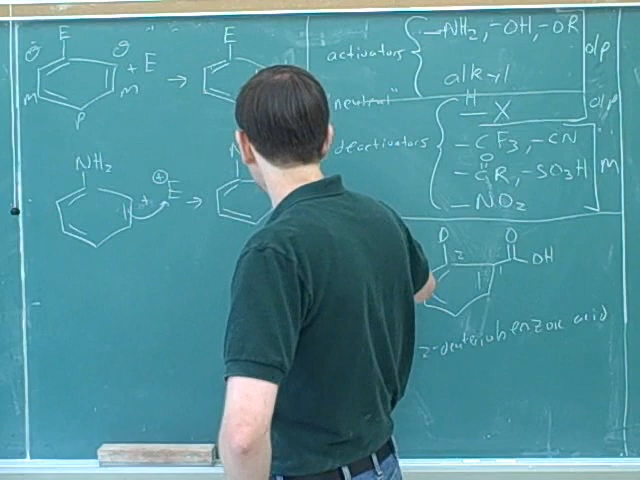 E E
o o + E →
m m
p
NH₂
⊕
+ E →
activators —NH₂, —OH, —OR o/p
alkyl
"neutral" H
deactivators —X o/p
—CF₃, —CN
O
—CR, —SO₃H m
—NO₂
D O
2 1 OH
2-deuteriobenzoic acid